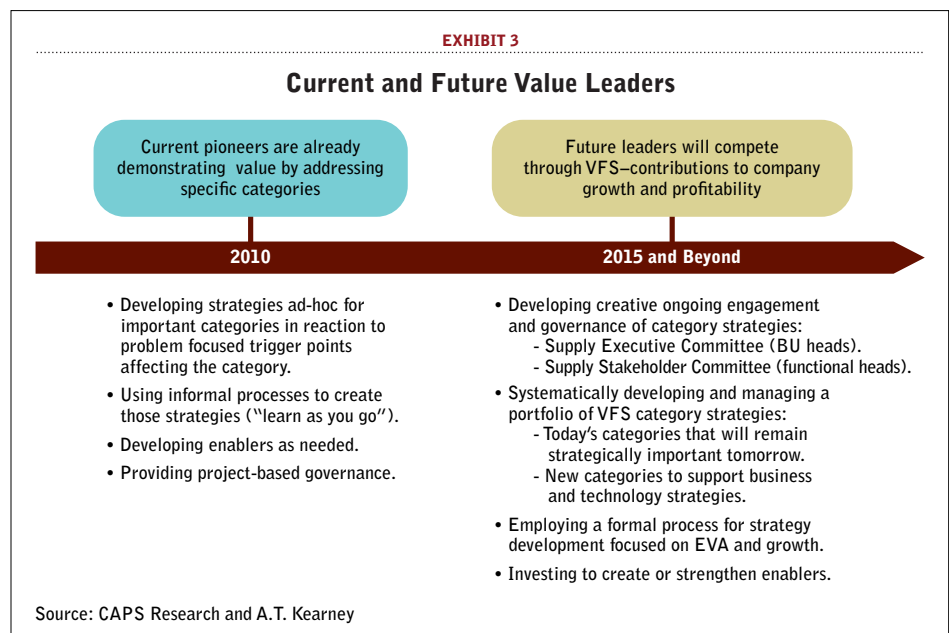 EXHIBIT 3
Current and Future Value Leaders
Current pioneers are already
demonstrating value by addressing
specific categories
Future leaders will compete
through VFS–contributions to company
growth and profitability
2010
2015 and Beyond
• Developing strategies ad-hoc for
important categories in reaction to
problem focused trigger points
affecting the category.
• Using informal processes to create
those strategies (“learn as you go”).
• Developing enablers as needed.
• Providing project-based governance.
• Developing creative ongoing engagement
and governance of category strategies:
- Supply Executive Committee (BU heads).
- Supply Stakeholder Committee (functional heads).
• Systematically developing and managing a
portfolio of VFS category strategies:
- Today’s categories that will remain
strategically important tomorrow.
- New categories to support business
and technology strategies.
• Employing a formal process for strategy
development focused on EVA and growth.
• Investing to create or strengthen enablers.
Source: CAPS Research and A.T. Kearney